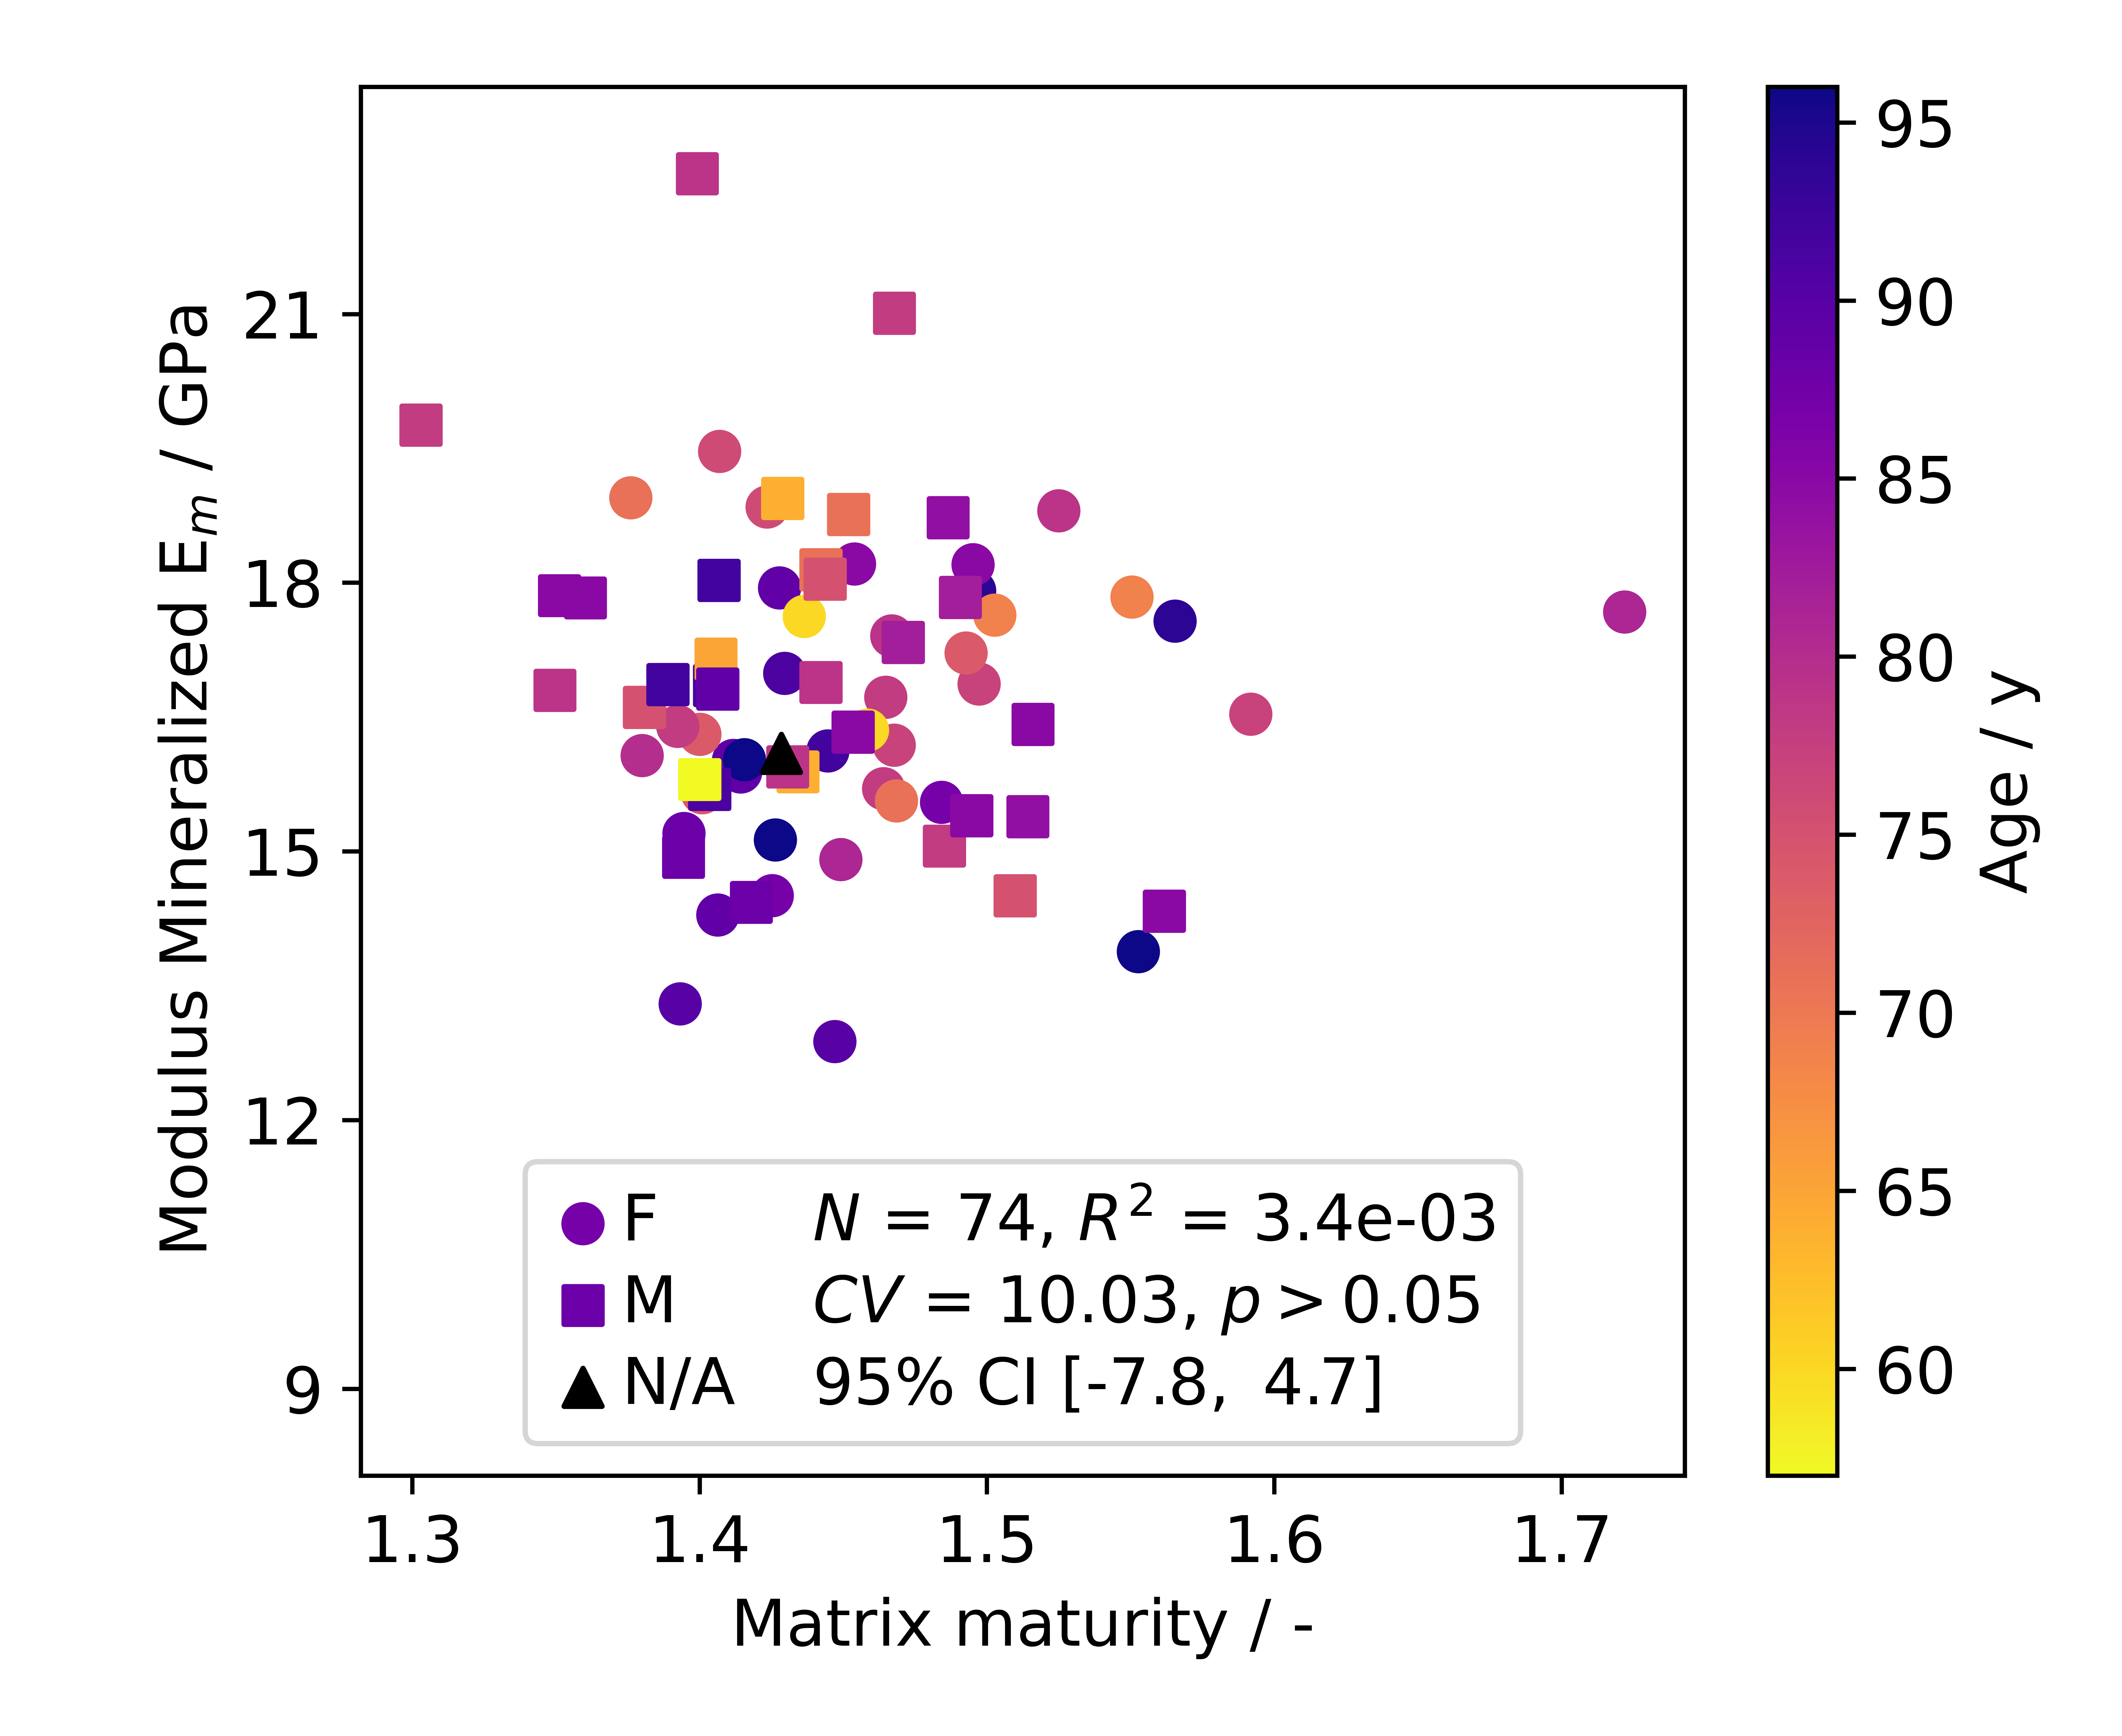 Modulus Mineralized Em / GPa
21
18
15
12
9
F
M
N/A
N = 74, R² = 3.4e-03
CV = 10.03, p > 0.05
95% CI [-7.8, 4.7]
1.3 1.4 1.5 1.6 1.7
Matrix maturity / -
95
90
85
80
75
70
65
60
Age / y